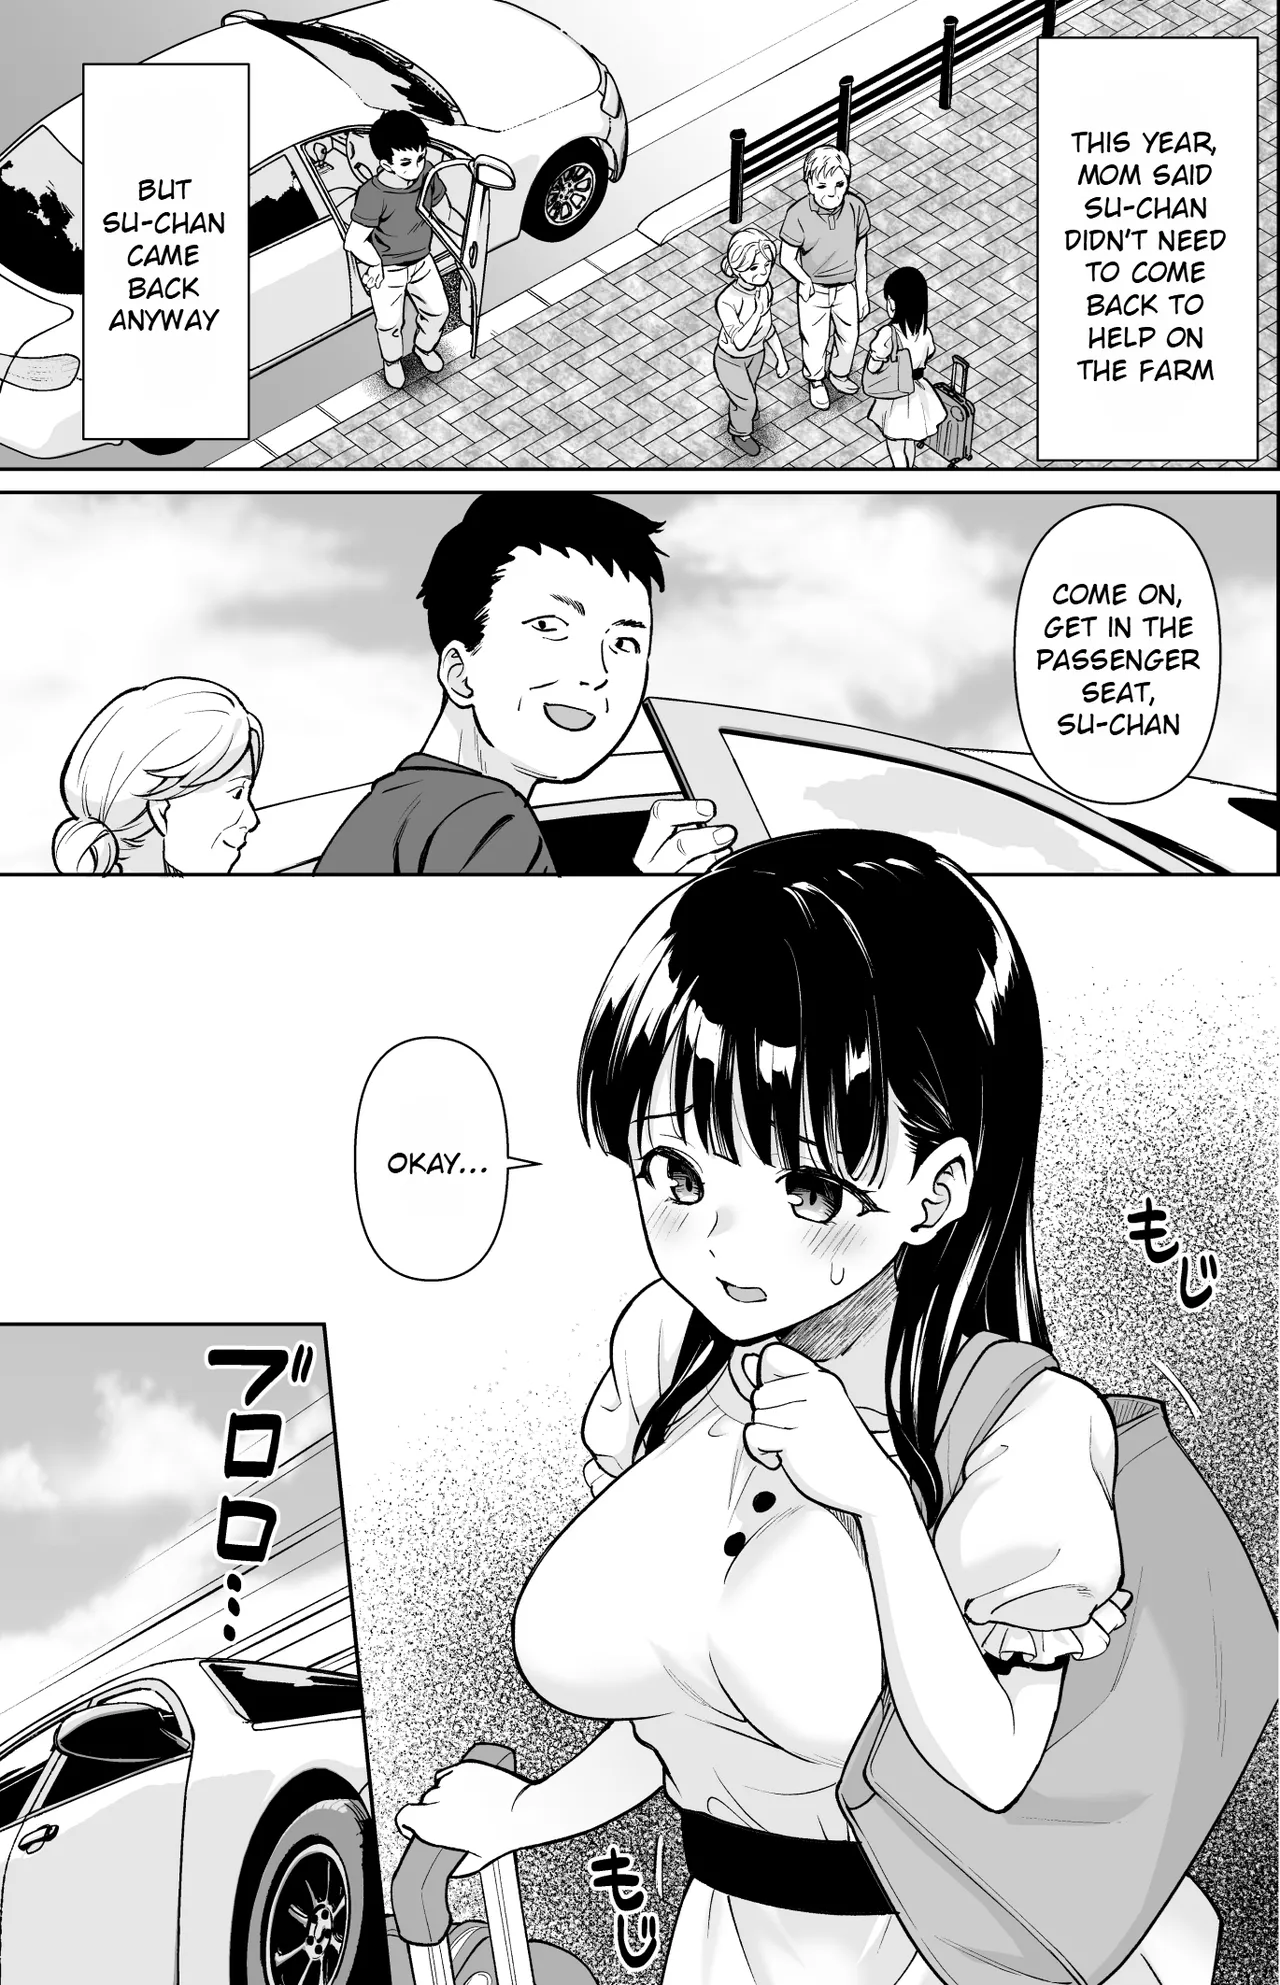 THIS YEAR,
MOM SAID
SU-CHAN
DIDN'T NEED
TO COME
BACK TO
HELP ON
THE FARM
BUT
SU-CHAN
CAME
BACK
ANYWAY
COME ON,
GET IN THE
PASSENGER
SEAT,
SU-CHAN
OKAY...
もじ
もじ
ブロロロ…